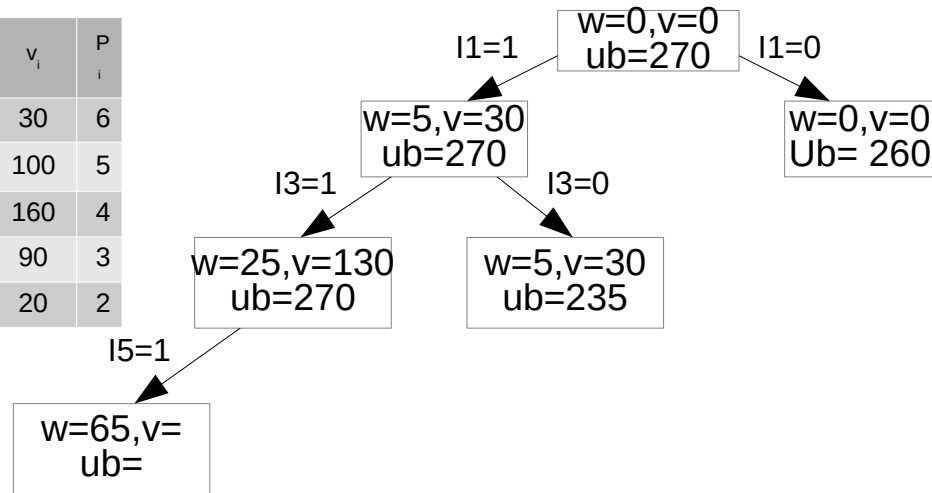 v i P i
30 6
100 5
160 4
90 3
20 2
w=0,v=0
ub=270
I1=1
I1=0
w=5,v=30
ub=270
w=0,v=0
Ub= 260
I3=1
I3=0
w=25,v=130
ub=270
w=5,v=30
ub=235
I5=1
w=65,v=
ub=